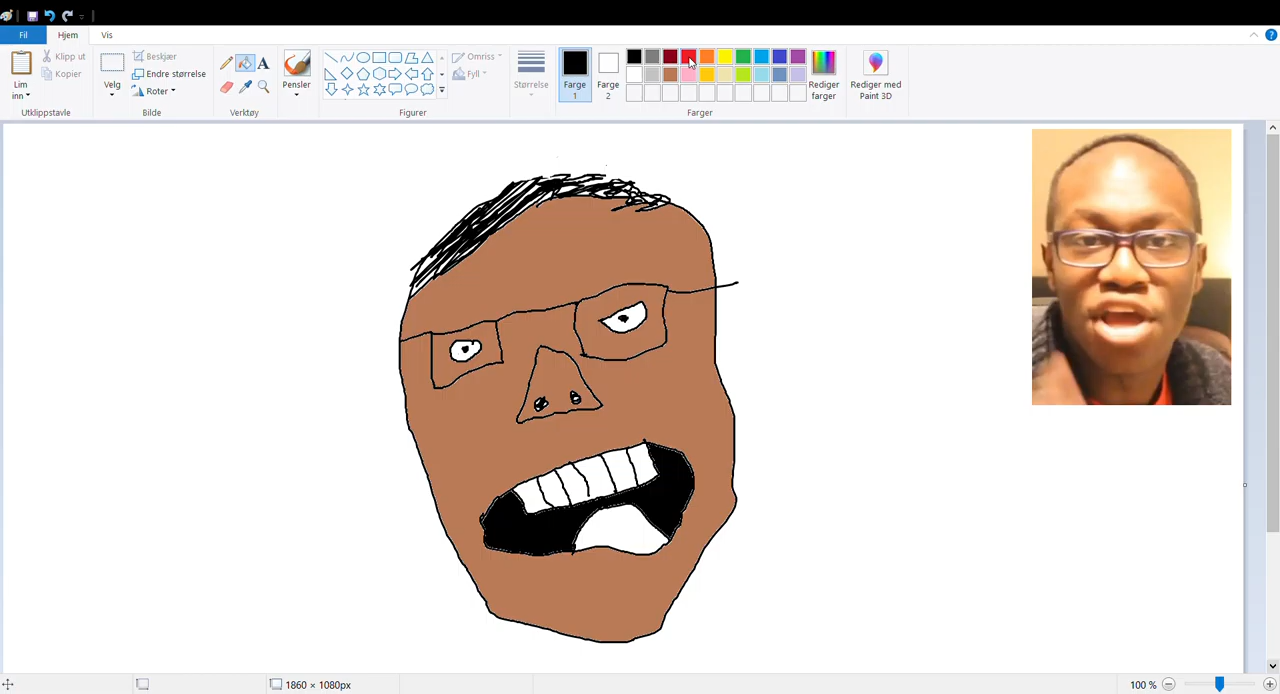 Fil Hjem Vis
Lim inn
Klipp ut
Kopier
Utklippstavle
Velg
Beskjær
Endre størrelse
Roter
Bilde
A
Verktøy
Pensler
Omriss
Fyll
Figurer
Størrelse
Farge 1
Farge 2
Farger
Rediger farger
Rediger med Paint 3D
?
1860 × 1080px
100 %